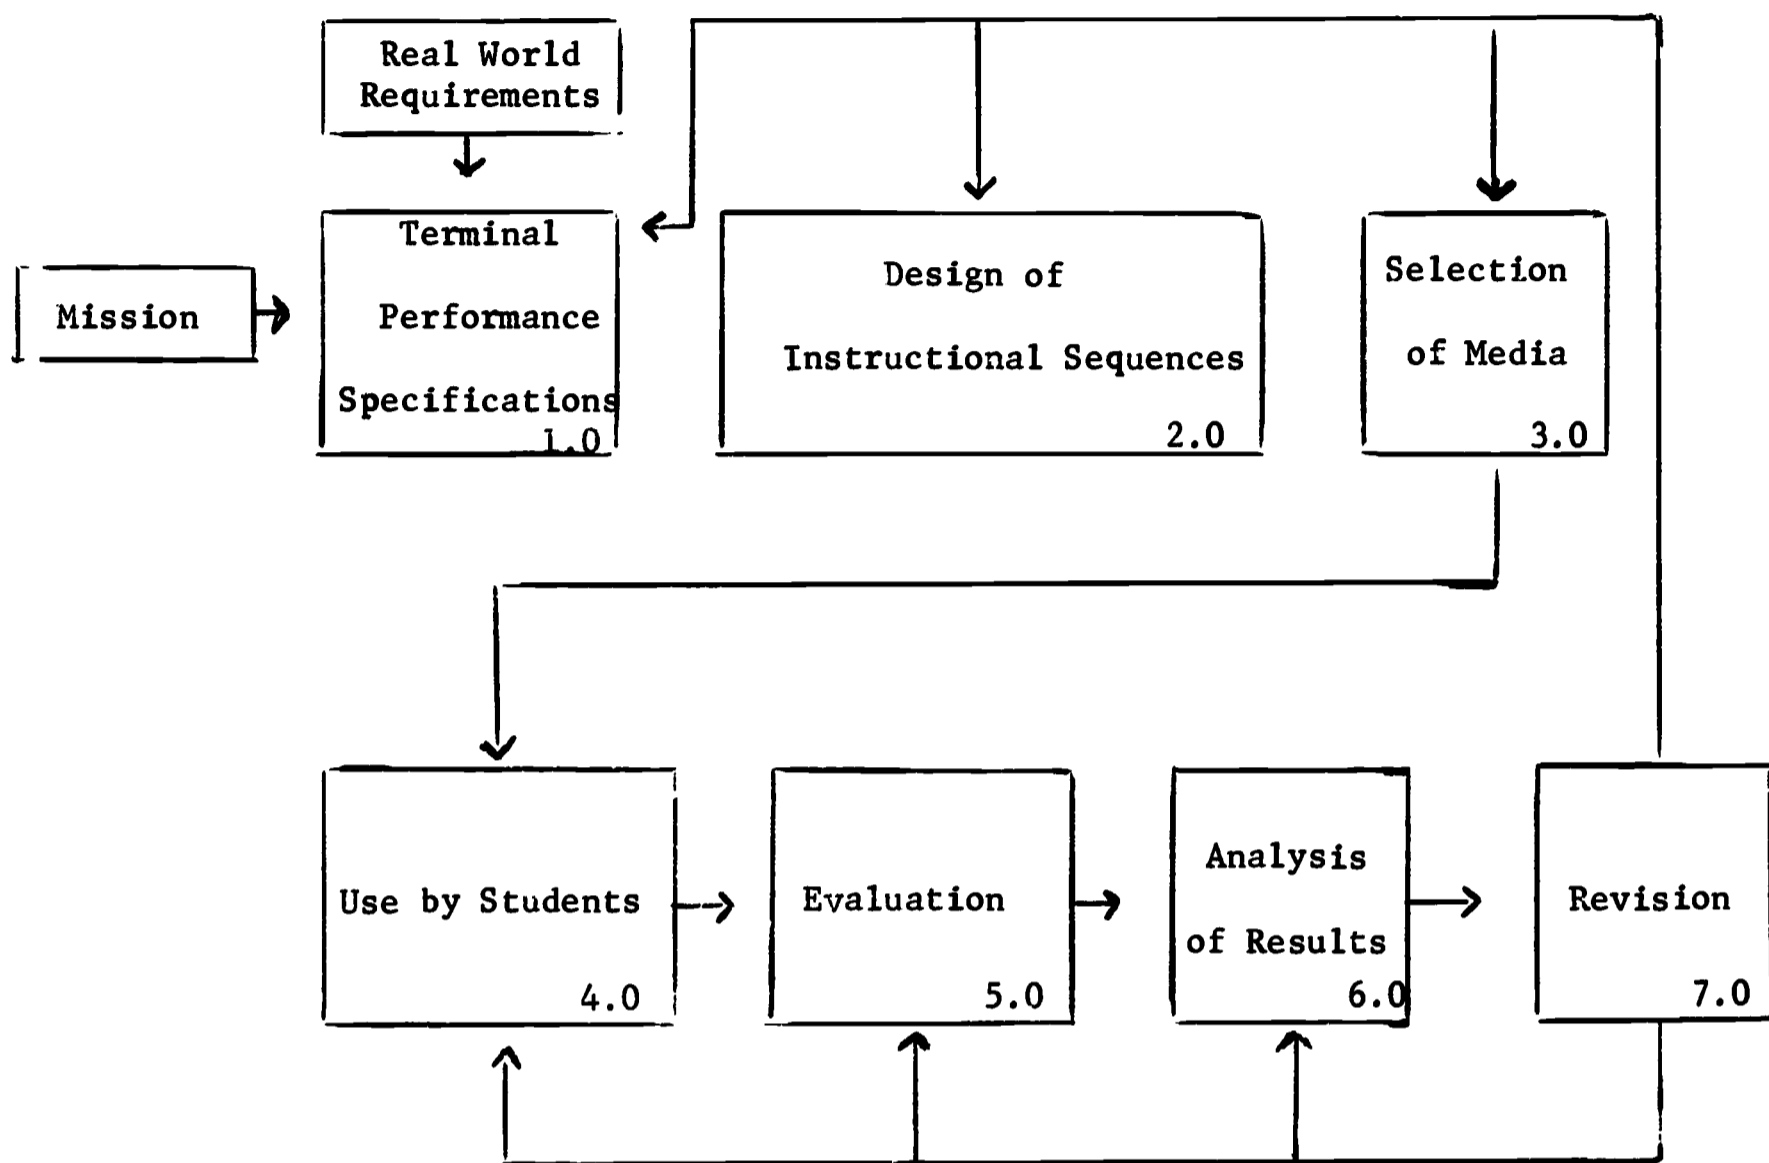 Real World
Requirements
Mission
Terminal
Performance
Specifications
1.0
Design of
Instructional Sequences
2.0
Selection
of Media
3.0
Use by Students
4.0
Evaluation
5.0
Analysis
of Results
6.0
Revision
7.0